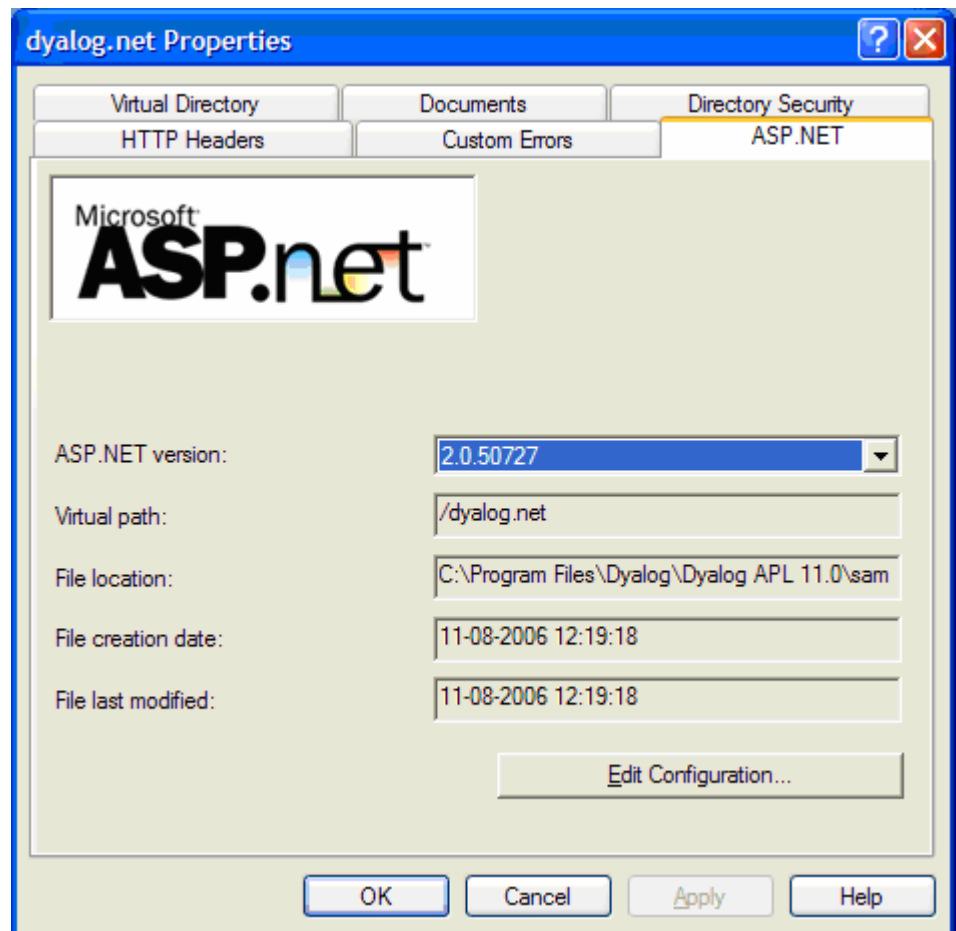 dyalog.net Properties
Virtual Directory
Documents
Directory Security
HTTP Headers
Custom Errors
ASP.NET
Microsoft
ASP.net
ASP.NET version:
2.0.50727
Virtual path:
/dyalog.net
File location:
C:\Program Files\Dyalog\Dyalog APL 11.0\sam
File creation date:
11-08-2006 12:19:18
File last modified:
11-08-2006 12:19:18
Edit Configuration...
OK
Cancel
Apply
Help